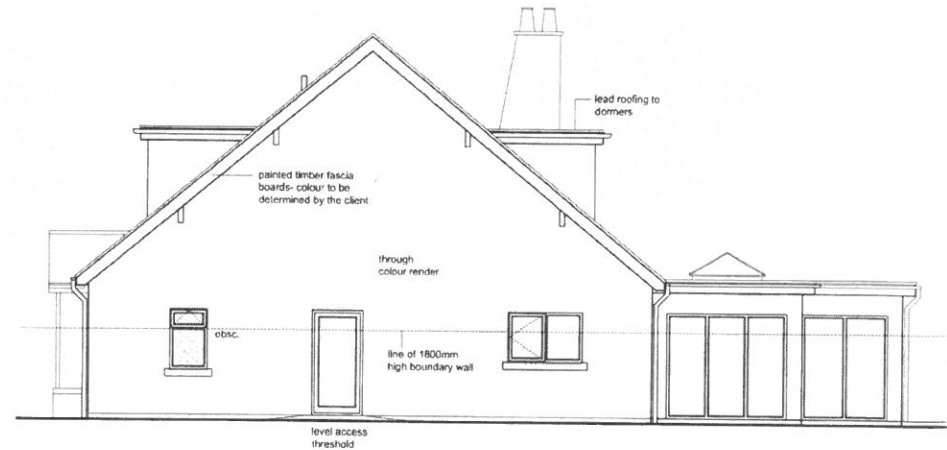 lead roofing to
dormers
painted timber fascia
boards- colour to be
determined by the client
through
colour render
obsc.
line of 1800mm
high boundary wall
level access
threshold